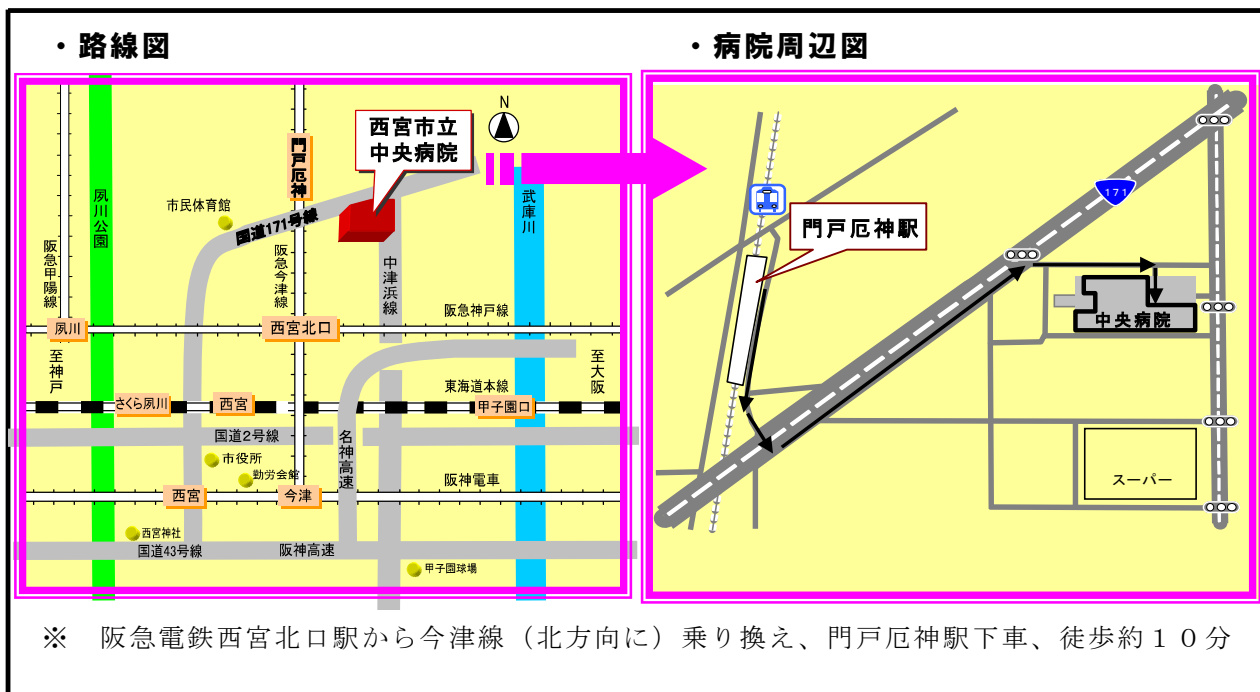 ・路線図
・病院周辺図
N
西宮市立
中央病院
門戸厄神
夙川公園
市民体育館
国道171号線
武庫川
阪急甲陽線
阪急今津線
中津浜線
阪急神戸線
夙川
西宮北口
至神戸
至大阪
東海道本線
さくら夙川
西宮
甲子園口
国道2号線
名神高速
市役所
勤労会館
阪神電車
西宮
今津
西宮神社
国道43号線
阪神高速
甲子園球場
171
門戸厄神駅
中央病院
スーパー
※　阪急電鉄西宮北口駅から今津線（北方向に）乗り換え、門戸厄神駅下車、徒歩約１０分